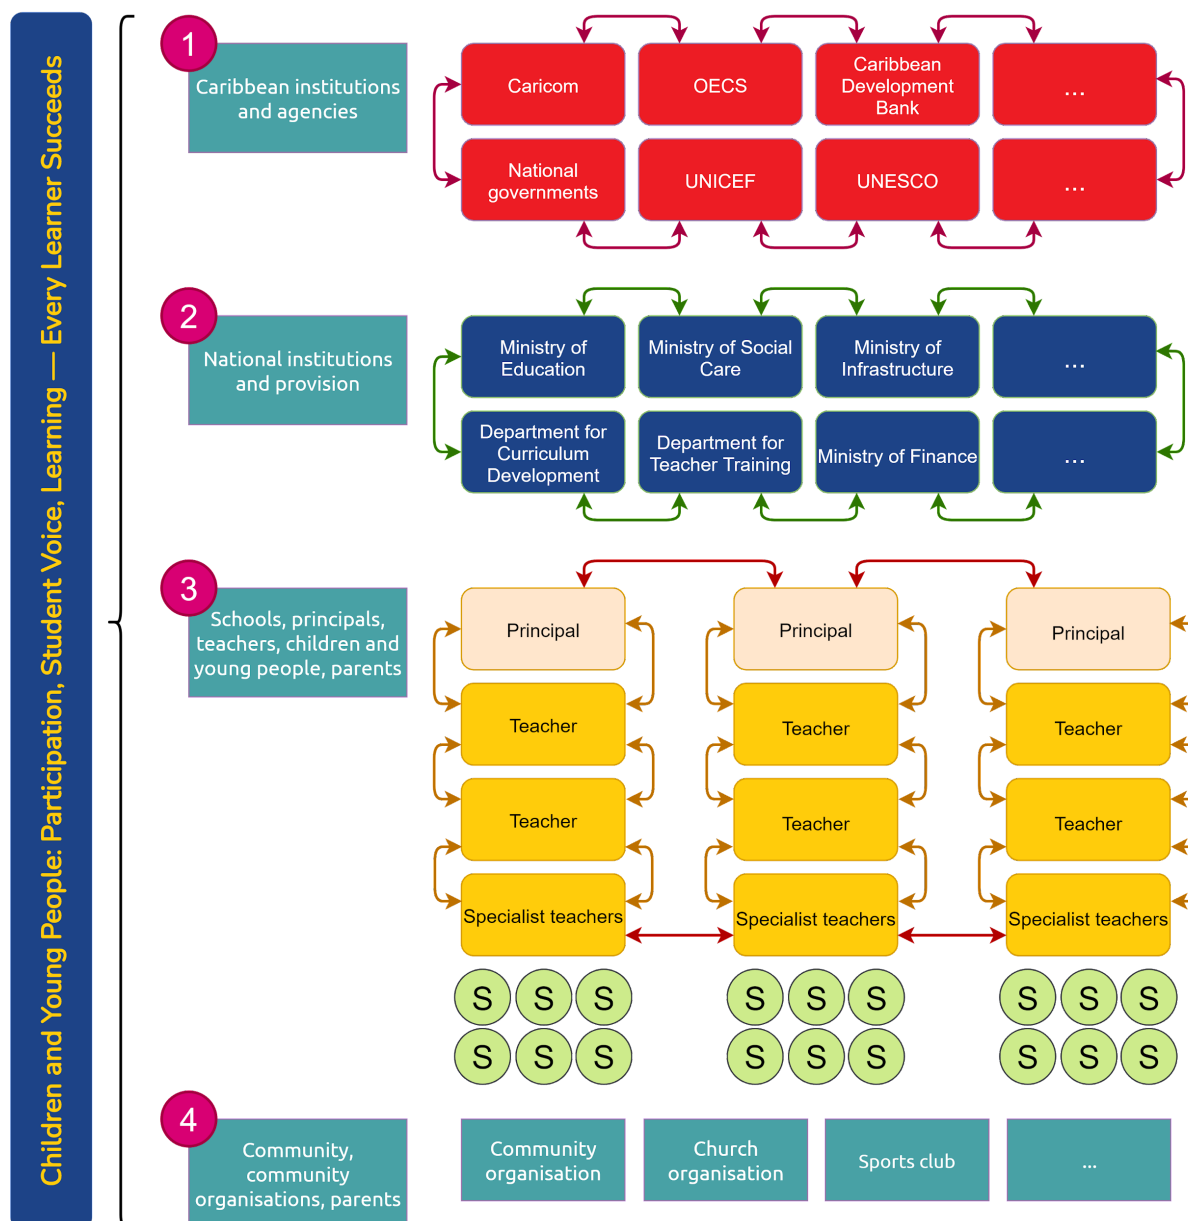 Children and Young People: Participation, Student Voice, Learning — Every Learner Succeeds
1
Caribbean institutions
and agencies
Caricom
OECS
Caribbean
Development
Bank
...
National
governments
UNICEF
UNESCO
...
2
National institutions
and provision
Ministry of
Education
Ministry of Social
Care
Ministry of
Infrastructure
...
Department for
Curriculum
Development
Department for
Teacher Training
Ministry of Finance
...
3
Schools, principals,
teachers, children and
young people, parents
Principal
Principal
Principal
Teacher
Teacher
Teacher
Teacher
Teacher
Teacher
Specialist teachers
Specialist teachers
Specialist teachers
S S S S S S S S S
S S S S S S S S S
4
Community,
community
organisations, parents
Community
organisation
Church
organisation
Sports club
...